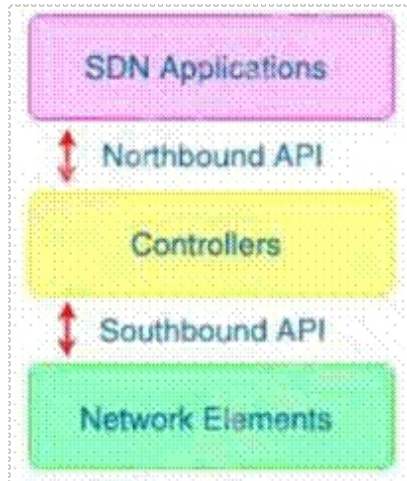 SDN Applications
Northbound API
Controllers
Southbound API
Network Elements